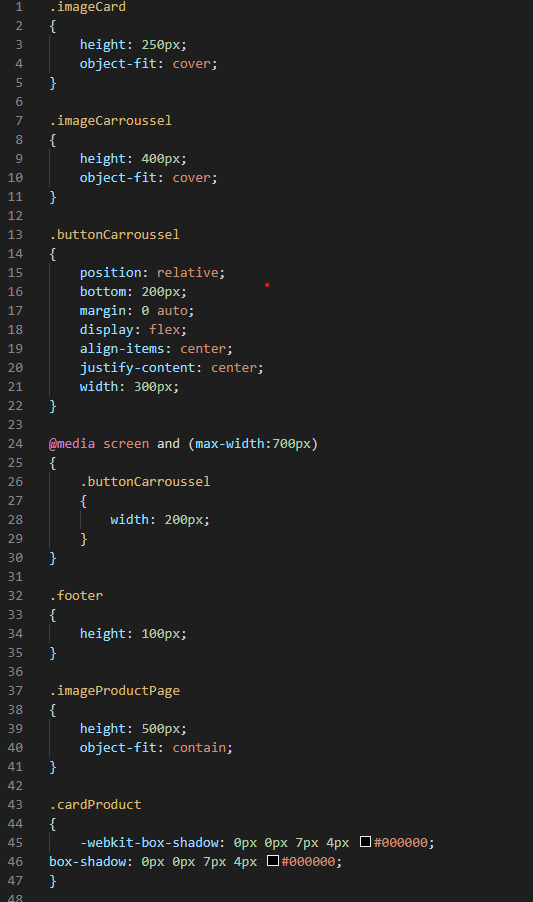 1 .imageCard
2 {
3     height: 250px;
4     object-fit: cover;
5 }
6
7 .imageCarroussel
8 {
9     height: 400px;
10     object-fit: cover;
11 }
12
13 .buttonCarroussel
14 {
15     position: relative;
16     bottom: 200px;
17     margin: 0 auto;
18     display: flex;
19     align-items: center;
20     justify-content: center;
21     width: 300px;
22 }
23
24 @media screen and (max-width:700px)
25 {
26     .buttonCarroussel
27     {
28         width: 200px;
29     }
30 }
31
32 .footer
33 {
34     height: 100px;
35 }
36
37 .imageProductPage
38 {
39     height: 500px;
40     object-fit: contain;
41 }
42
43 .cardProduct
44 {
45     -webkit-box-shadow: 0px 0px 7px 4px #000000;
46 box-shadow: 0px 0px 7px 4px #000000;
47 }
48